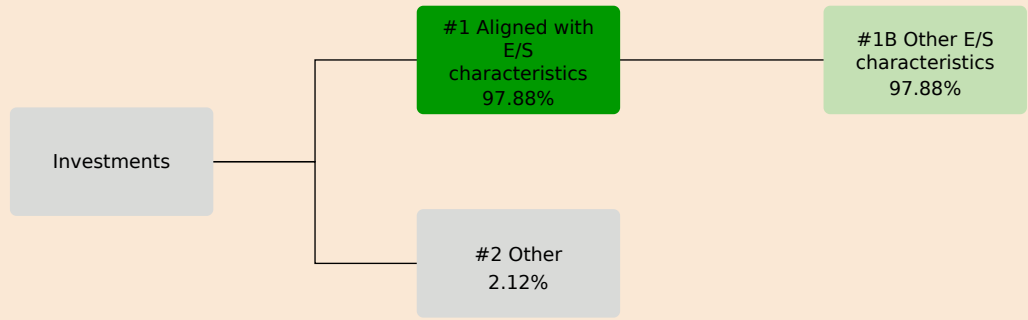 #1 Aligned with
E/S
characteristics
97.88%
#1B Other E/S
characteristics
97.88%
Investments
#2 Other
2.12%